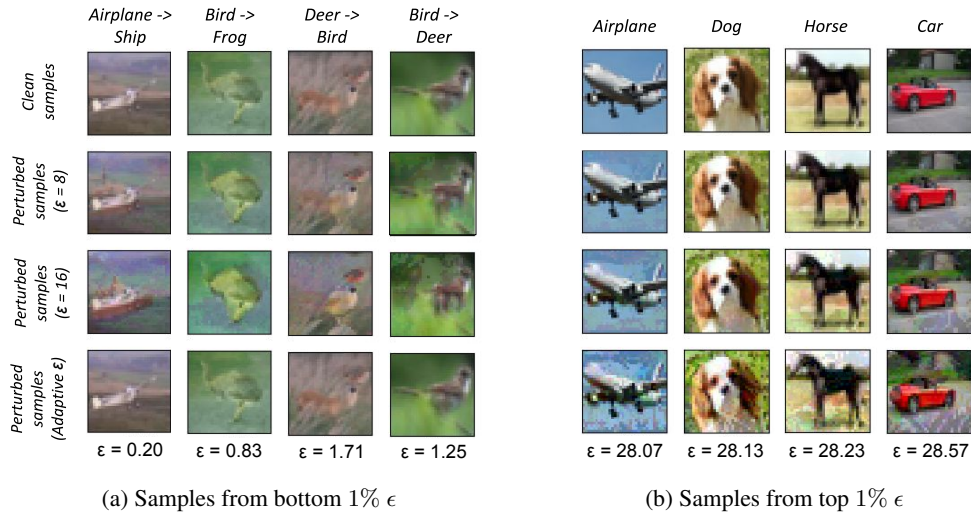 Airplane -> Ship
Bird -> Frog
Deer -> Bird
Bird -> Deer
Clean samples
Perturbed samples (ε = 8)
Perturbed samples (ε = 16)
Perturbed samples (Adaptive ε)
ε = 0.20
ε = 0.83
ε = 1.71
ε = 1.25
(a) Samples from bottom 1% ϵ
Airplane
Dog
Horse
Car
ε = 28.07
ε = 28.13
ε = 28.23
ε = 28.57
(b) Samples from top 1% ϵ